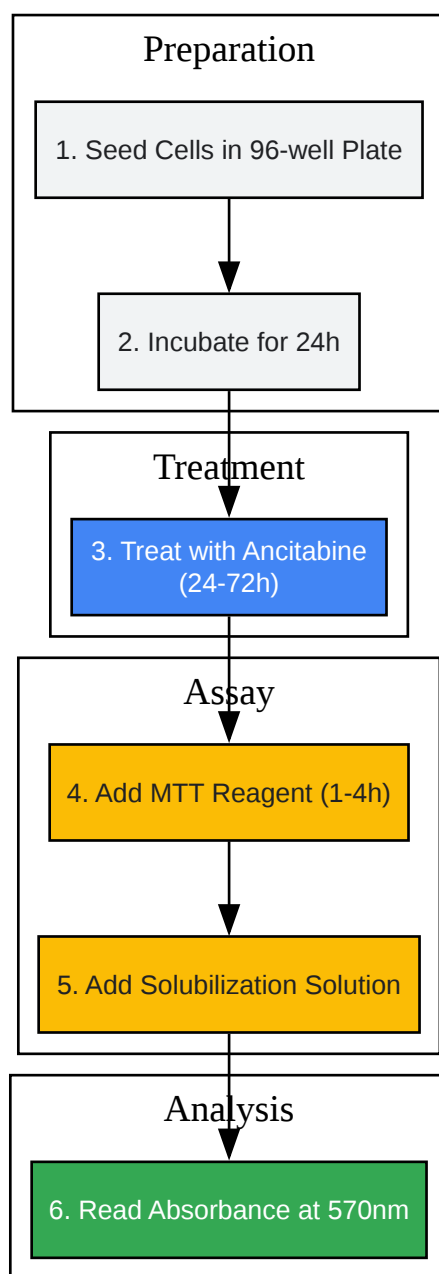 Preparation
1. Seed Cells in 96-well Plate
2. Incubate for 24h
Treatment
3. Treat with Ancitabine
(24-72h)
Assay
4. Add MTT Reagent (1-4h)
5. Add Solubilization Solution
Analysis
6. Read Absorbance at 570nm